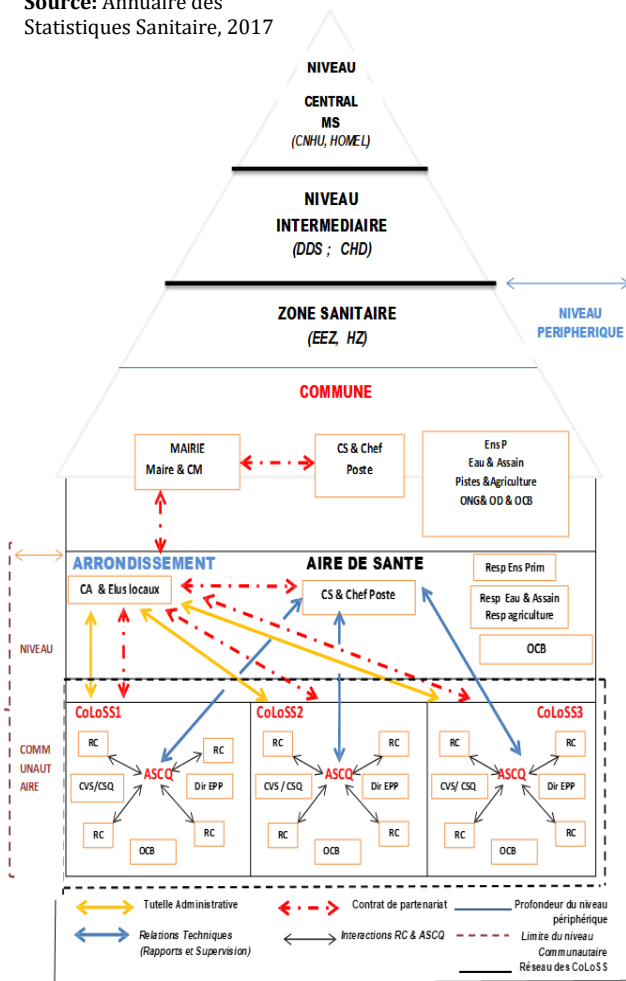 Source: Annuaire des
Statistiques Sanitaire, 2017
NIVEAU
CENTRAL
MS
(CNHU, HOMEL)
NIVEAU
INTERMEDIAIRE
(DDS ; CHD)
ZONE SANITAIRE
(EEZ, HZ)
NIVEAU
PERIPHERIQUE
COMMUNE
MAIRIE
Maire & CM
CS & Chef
Poste
Ens P
Eau & Assain
Pistes &Agriculture
ONG& OD & OCB
ARRONDISSEMENT
AIRE DE SANTE
CA & Elus locaux
CS & Chef Poste
Resp Ens Prim
Resp Eau & Assain
Resp agriculture
OCB
NIVEAU
COMM
UNAUT
AIRE
CoLoSS1
RC
RC
ASCQ
CVS/CSQ
Dir EPP
RC
RC
OCB
CoLoSS2
RC
RC
ASCQ
CVS / CSQ
Dir EPP
RC
RC
OCB
CoLoSS3
RC
RC
ASCQ
CVS/ CSQ
Dir EPP
RC
RC
OCB
Tutelle Administrative
Contrat de partenariat
Profondeur du niveau
périphérique
Relations Techniques
(Rapports et Supervision)
Interactions RC & ASCQ
Limite du niveau
Communautaire
Réseau des CoLoSS